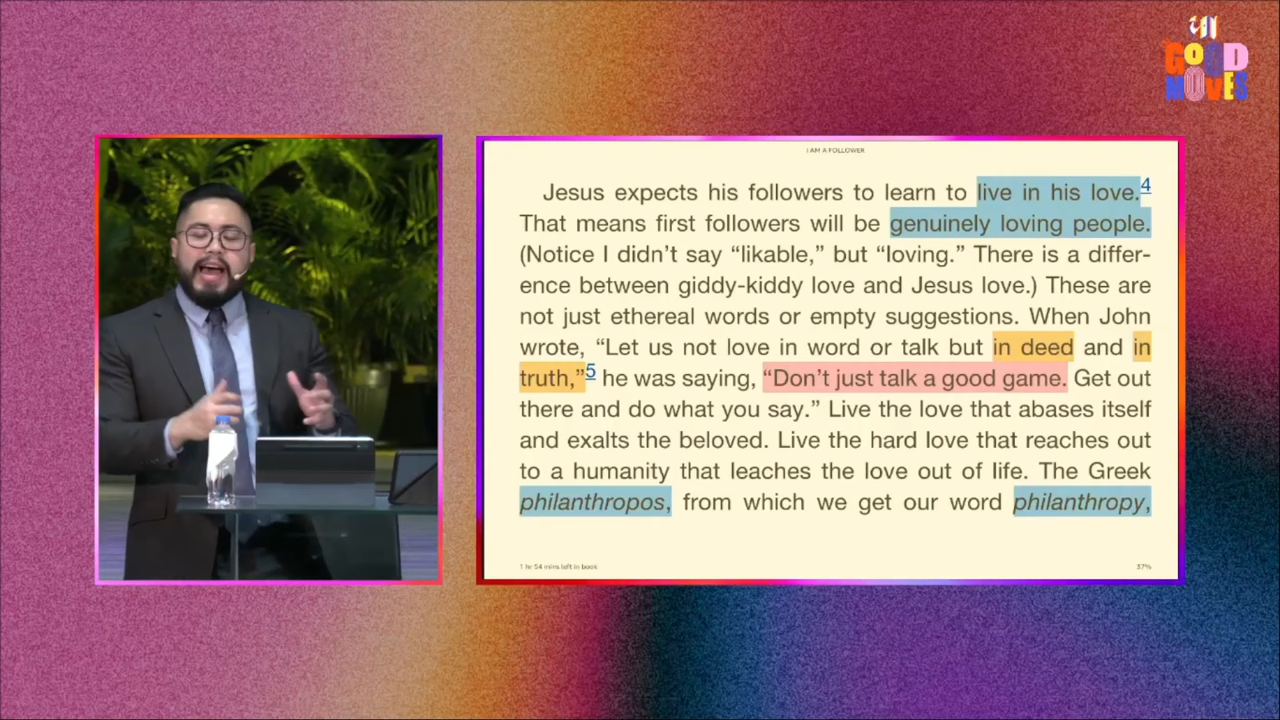 GOOD
MOVES
I AM A FOLLOWER
Jesus expects his followers to learn to live in his love.4
That means first followers will be genuinely loving people.
(Notice I didn’t say “likable,” but “loving.” There is a differ-
ence between giddy-kiddy love and Jesus love.) These are
not just ethereal words or empty suggestions. When John
wrote, “Let us not love in word or talk but in deed and in
truth,”5 he was saying, “Don’t just talk a good game. Get out
there and do what you say.” Live the love that abases itself
and exalts the beloved. Live the hard love that reaches out
to a humanity that leaches the love out of life. The Greek
philanthropos, from which we get our word philanthropy,
1 hr 54 mins left in book 37%